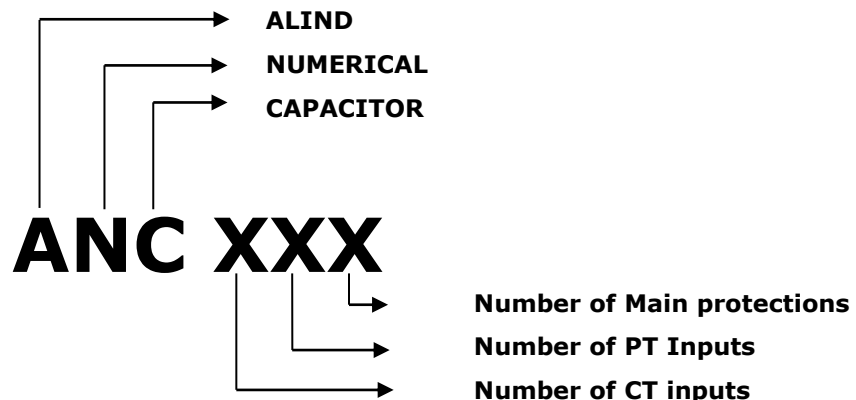 ALIND
NUMERICAL
CAPACITOR
ANC XXX
Number of Main protections
Number of PT Inputs
Number of CT inputs